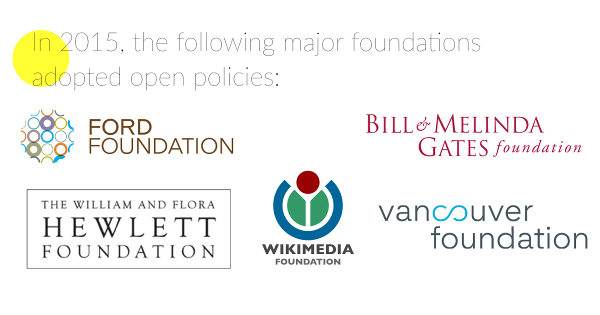 In 2015, the following major foundations
adopted open policies:
FORD
FOUNDATION
BILL & MELINDA
GATES foundation
THE WILLIAM AND FLORA
HEWLETT
FOUNDATION
WIKIMEDIA
FOUNDATION
vancouver
foundation